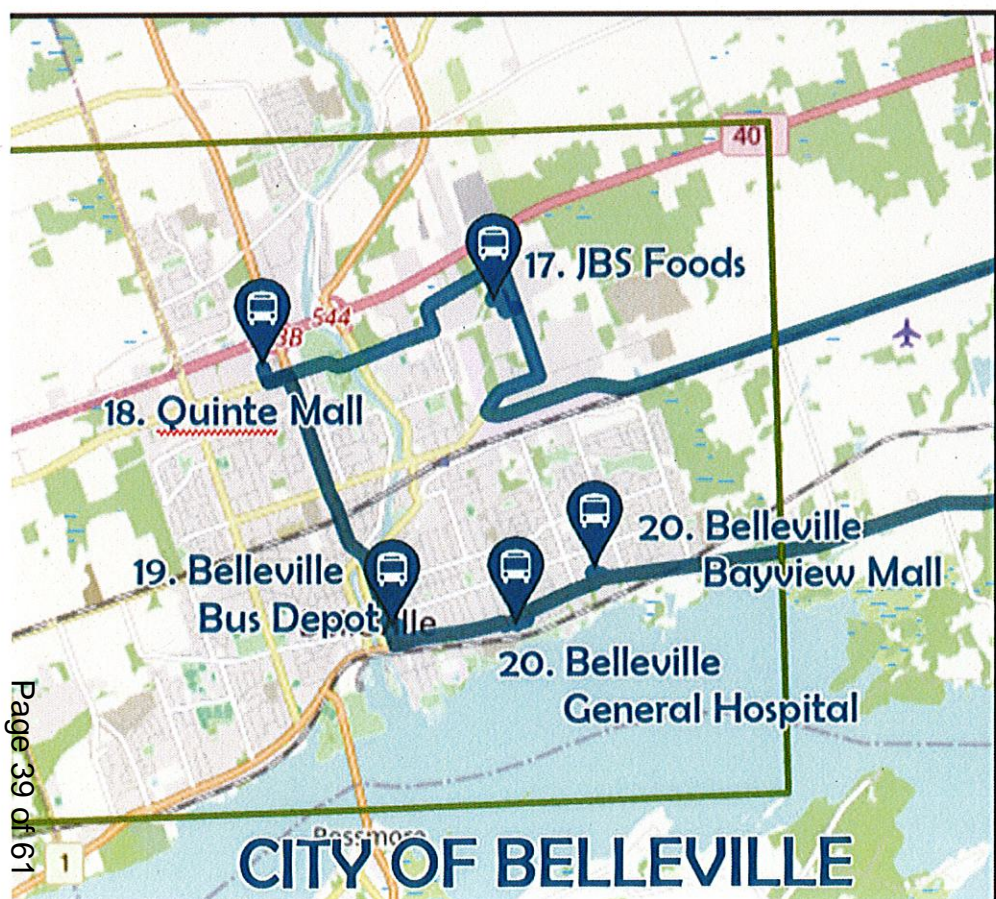 40
17. JBS Foods
544
3B
18. Quinte Mall
20. Belleville
Bayview Mall
19. Belleville
Bus Depot
20. Belleville
General Hospital
Page 39 of 61
1
CITY OF BELLEVILLE